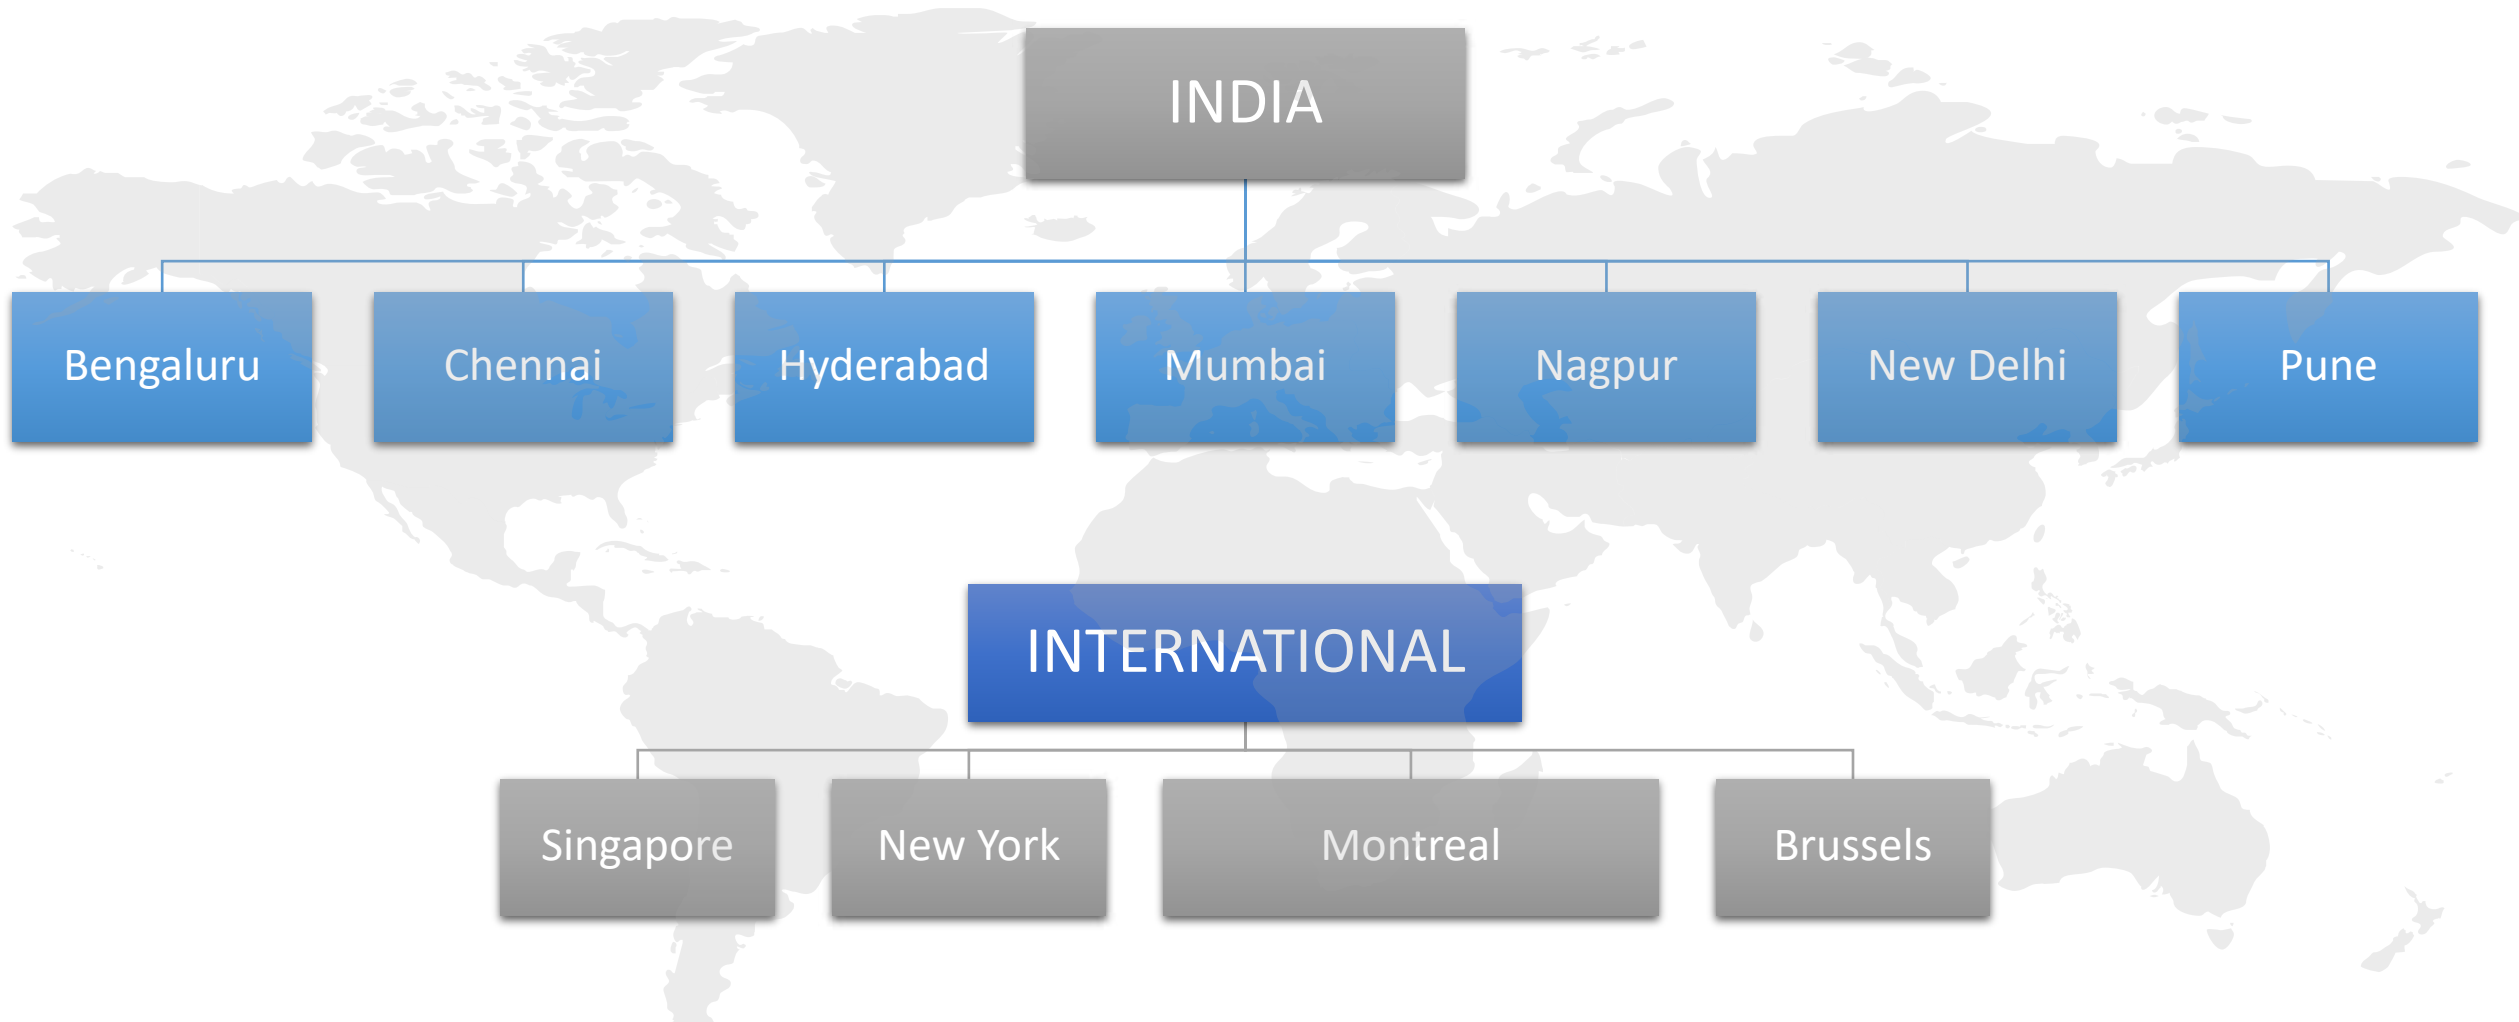 INDIA
Bengaluru
Chennai
Hyderabad
Mumbai
Nagpur
New Delhi
Pune
INTERNATIONAL
Singapore
New York
Montreal
Brussels